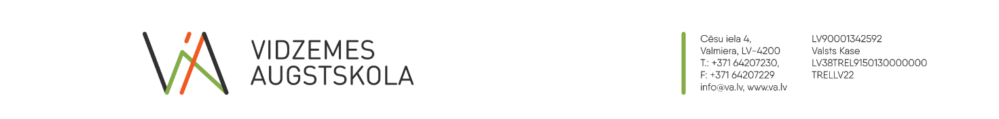 VIA
VIDZEMES
AUGSTSKOLA
Cēsu iela 4,
Valmiera, LV-4200
T.: +371 64207230,
F: +371 64207229
info@va.lv, www.va.lv
LV90001342592
Valsts Kase
LV38TREL9150130000000
TRELLV22